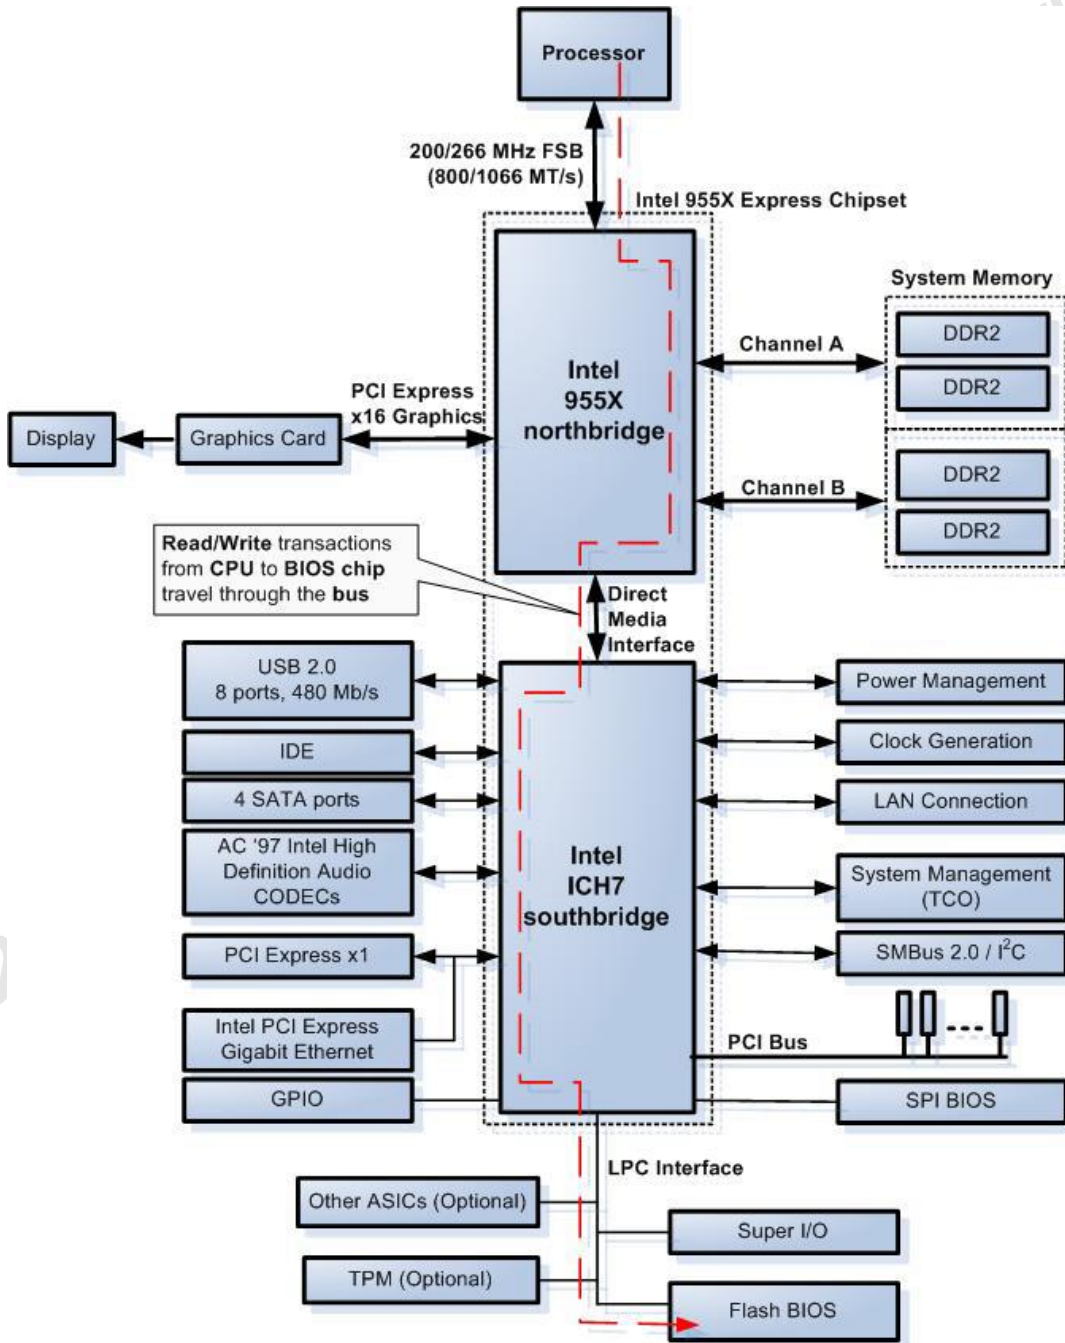 Processor
200/266 MHz FSB
(800/1066 MT/s)
Intel 955X Express Chipset
System Memory
DDR2
Channel A
DDR2
Intel
955X
northbridge
PCI Express
x16 Graphics
Display
Graphics Card
DDR2
Channel B
DDR2
Read/Write transactions
from CPU to BIOS chip
travel through the bus
Direct
Media
Interface
USB 2.0
8 ports, 480 Mb/s
Power Management
IDE
Clock Generation
4 SATA ports
LAN Connection
AC '97 Intel High
Definition Audio
CODECs
Intel
ICH7
southbridge
System Management
(TCO)
PCI Express x1
SMBus 2.0 / I²C
Intel PCI Express
Gigabit Ethernet
PCI Bus
GPIO
SPI BIOS
LPC Interface
Other ASICs (Optional)
Super I/O
TPM (Optional)
Flash BIOS